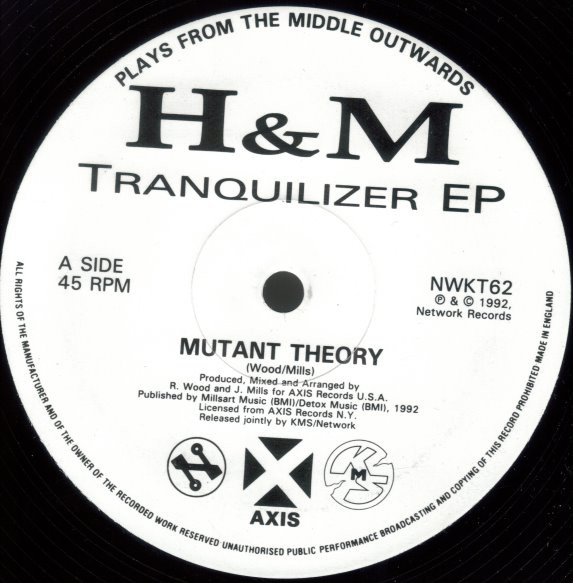 PLAYS FROM THE MIDDLE OUTWARDS
H&M
TRANQUILIZER EP
A SIDE
45 RPM
NWKT62
℗ & © 1992,
Network Records
MUTANT THEORY
(Wood/Mills)
Produced, Mixed and Arranged by
R. Wood and J. Mills for AXIS Records U.S.A.
Published by Millsart Music (BMI)/Detox Music (BMI), 1992
Licensed from AXIS Records N.Y.
Released jointly by KMS/Network
N
KMS
AXIS
ALL RIGHTS OF THE MANUFACTURER AND OF THE OWNER OF THE RECORDED WORK RESERVED UNAUTHORISED PUBLIC PERFORMANCE BROADCASTING AND COPYING OF THIS RECORD PROHIBITED MADE IN ENGLAND